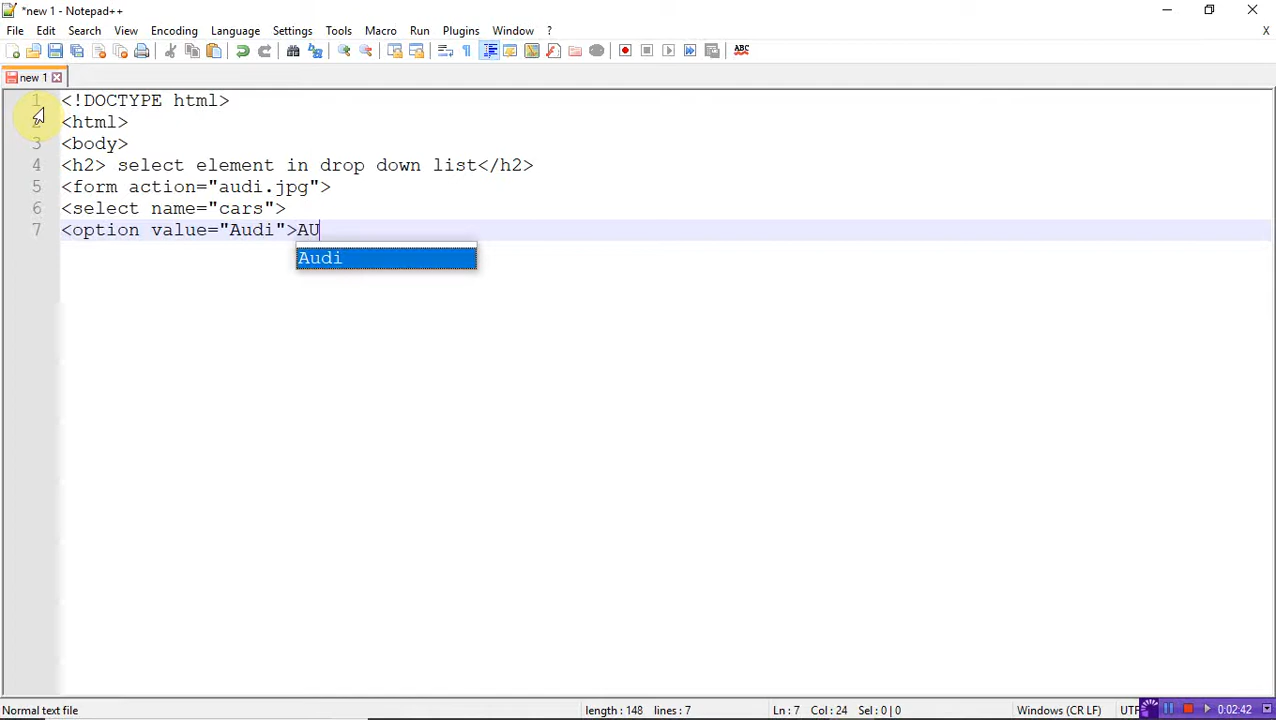 *new 1 - Notepad++
File Edit Search View Encoding Language Settings Tools Macro Run Plugins Window ? X
ABC
new 1
1 <!DOCTYPE html>
2 <html>
3 <body>
4 <h2> select element in drop down list</h2>
5 <form action="audi.jpg">
6 <select name="cars">
7 <option value="Audi">AU
Audi
Normal text file length : 148 lines : 7 Ln : 7 Col : 24 Sel : 0 | 0 Windows (CR LF) UTF 0:02:42